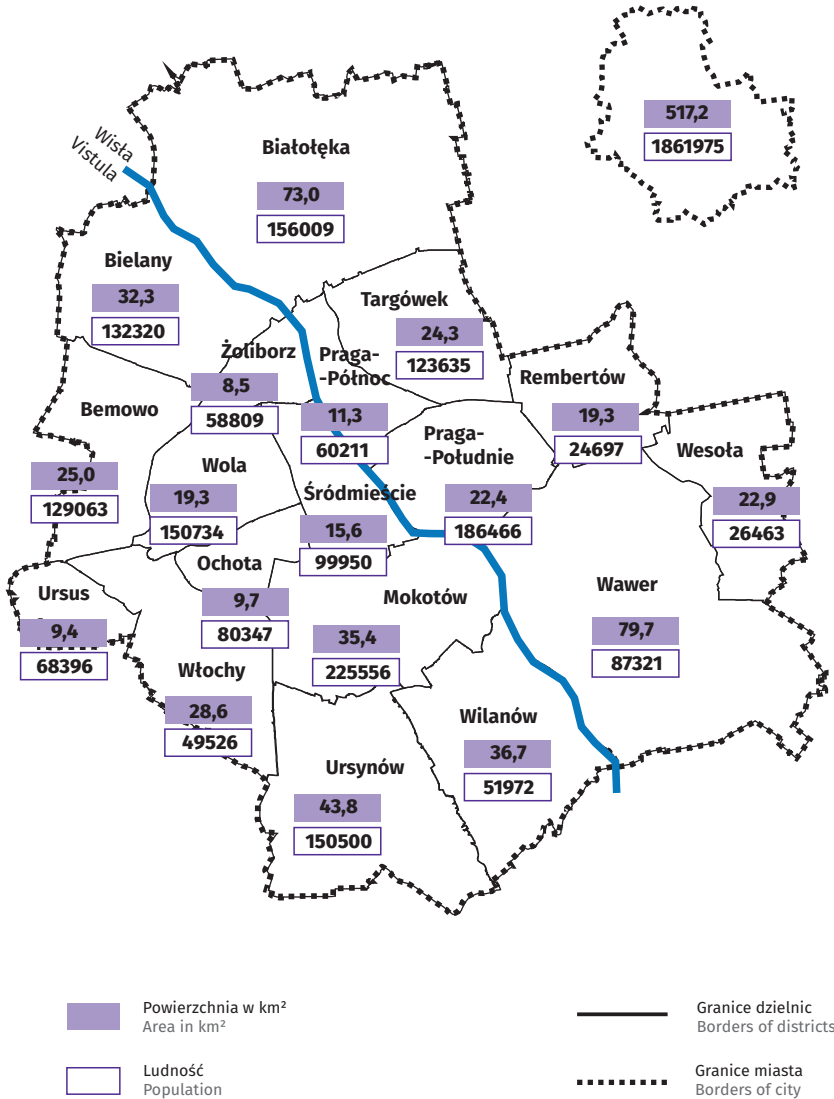 517,2
1861975
Wisła
Vistula
Białołęka
73,0
156009
Bielany
32,3
132320
Targówek
24,3
123635
Żoliborz
8,5
58809
Praga-
-Północ
11,3
60211
Rembertów
19,3
24697
Bemowo
25,0
129063
Wola
19,3
150734
Praga-
-Południe
22,4
186466
Wesoła
22,9
26463
Śródmieście
15,6
99950
Ochota
9,7
80347
Ursus
9,4
68396
Mokotów
35,4
225556
Wawer
79,7
87321
Włochy
28,6
49526
Wilanów
36,7
51972
Ursynów
43,8
150500
Powierzchnia w km²
Area in km²
Ludność
Population
Granice dzielnic
Borders of districts
Granice miasta
Borders of city